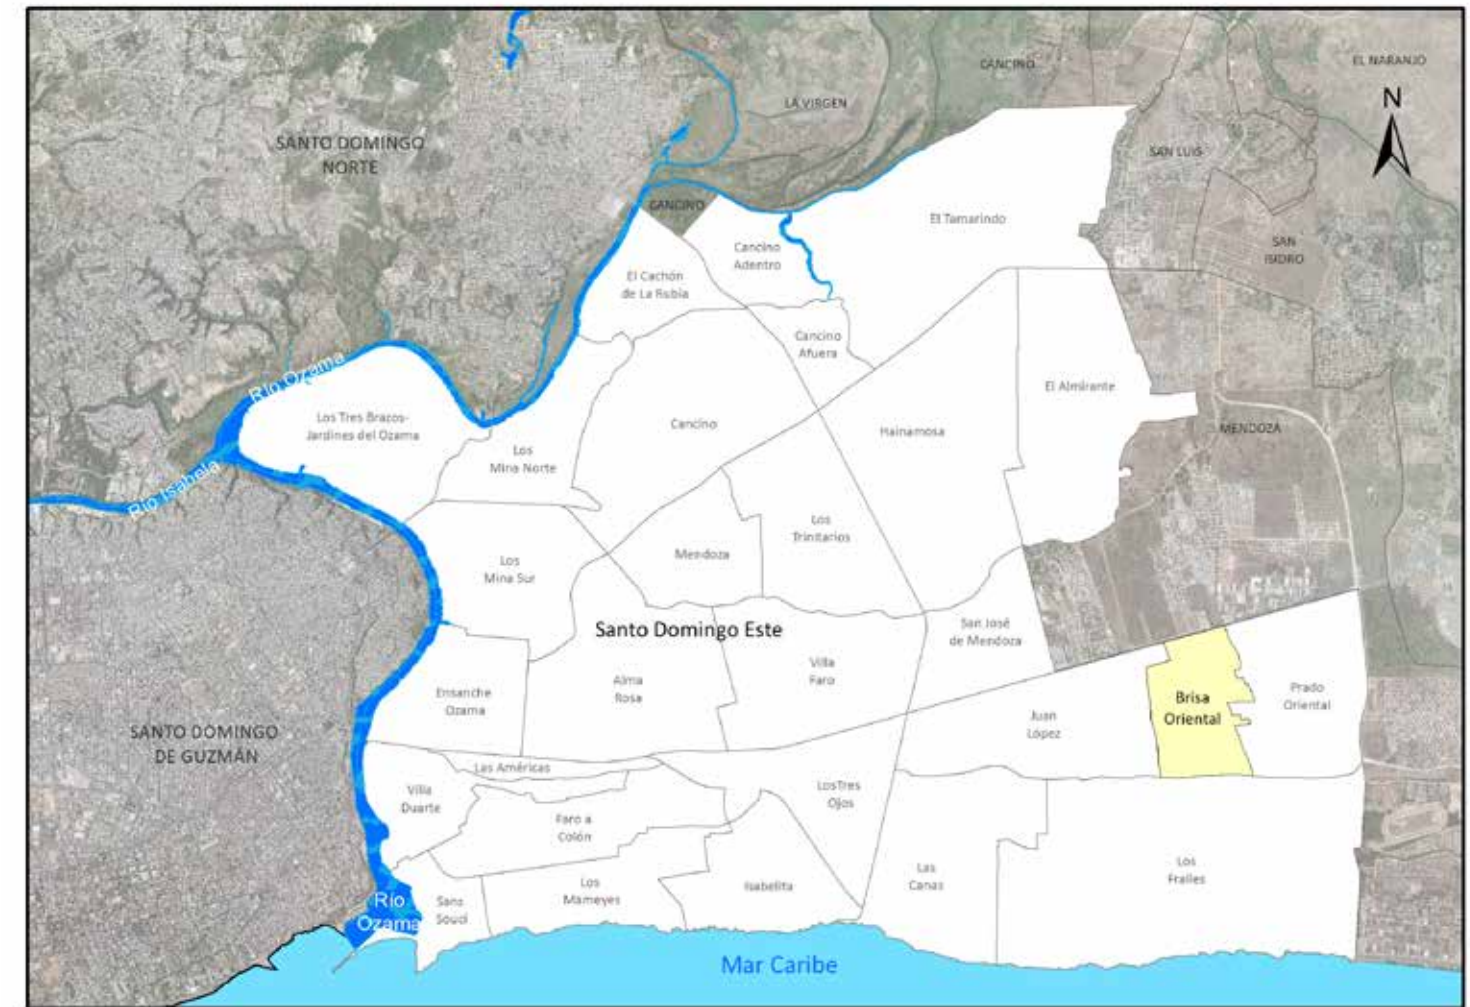 CANCINO
EL NARANJO
N
LA VIRGEN
SANTO DOMINGO
NORTE
SAN LUIS
CANCINO
El Tamarindo
SAN
ISIDRO
Cancino
Adentro
El Cachón
de La Rubia
Cancino
Afuera
Río Ozama
El Almirante
Los Tres Brazos-
Jardines del Ozama
Cancino
Hainamosa
MENDOZA
Los
Mina Norte
Río Isabela
Los
Trinitarios
Mendoza
Los
Mina Sur
Santo Domingo Este
San José
de Mendoza
Villa
Faro
Alma
Rosa
Ensanche
Ozama
Brisa
Oriental
Prado
Oriental
Juan
López
SANTO DOMINGO
DE GUZMÁN
Las Américas
Villa
Duarte
LosTres
Ojos
Faro a
Colón
Los
Frailes
Las
Canas
Los
Mameyes
Isabelita
Sans
Souci
Río
Ozama
Mar Caribe